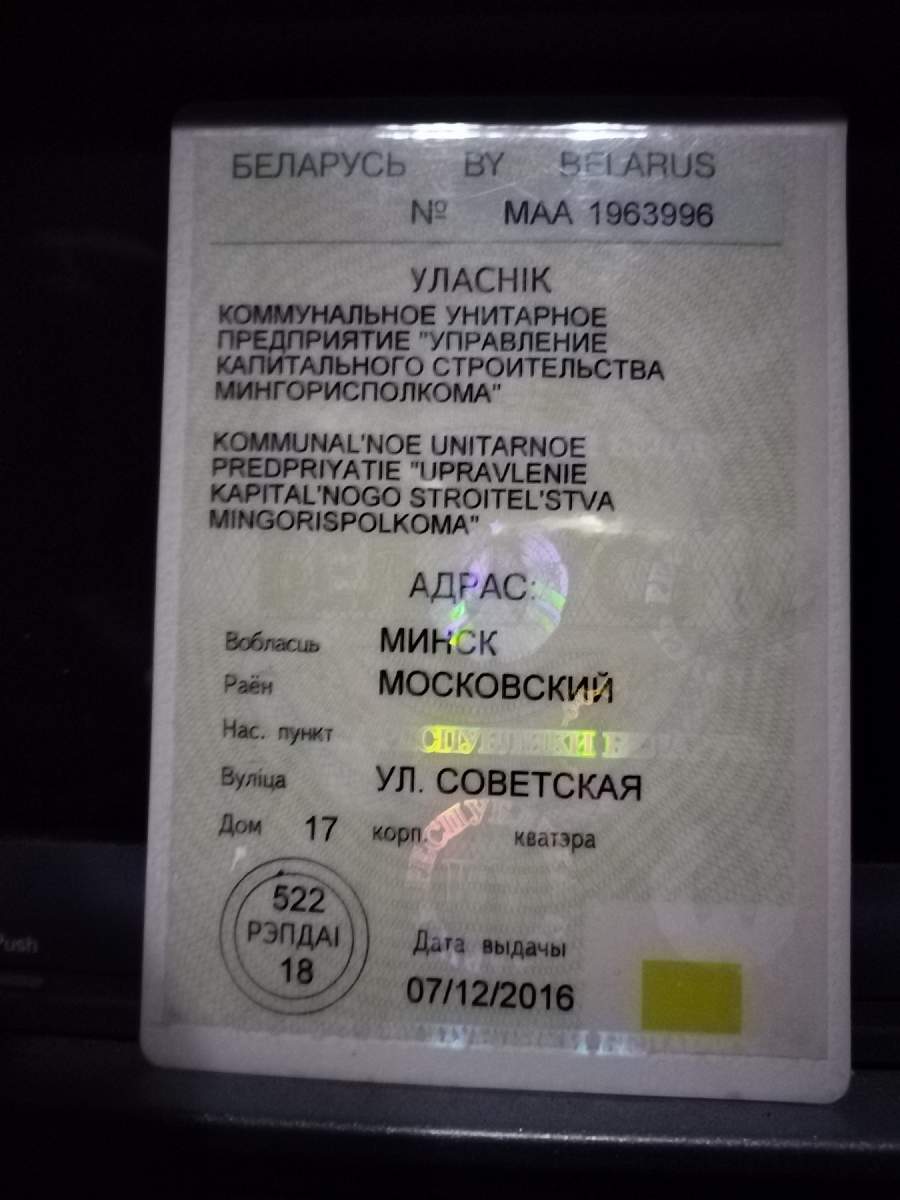 БЕЛАРУСЬ BY BELARUS
№ МАА 1963996
УЛАСНІК
КОММУНАЛЬНОЕ УНИТАРНОЕ
ПРЕДПРИЯТИЕ "УПРАВЛЕНИЕ
КАПИТАЛЬНОГО СТРОИТЕЛЬСТВА
МИНГОРИСПОЛКОМА"
KOMMUNAL'NOE UNITARNOE
PREDPRIYATIE "UPRAVLENIE
KAPITAL'NOGO STROITEL'STVA
MINGORISPOLKOMA"
АДРАС:
Вобласць МИНСК
Раён МОСКОВСКИЙ
Нас. пункт
Вуліца УЛ. СОВЕТСКАЯ
Дом 17 корп. кватэра
522
РЭПДАІ
18
Дата выдачы
07/12/2016
Push